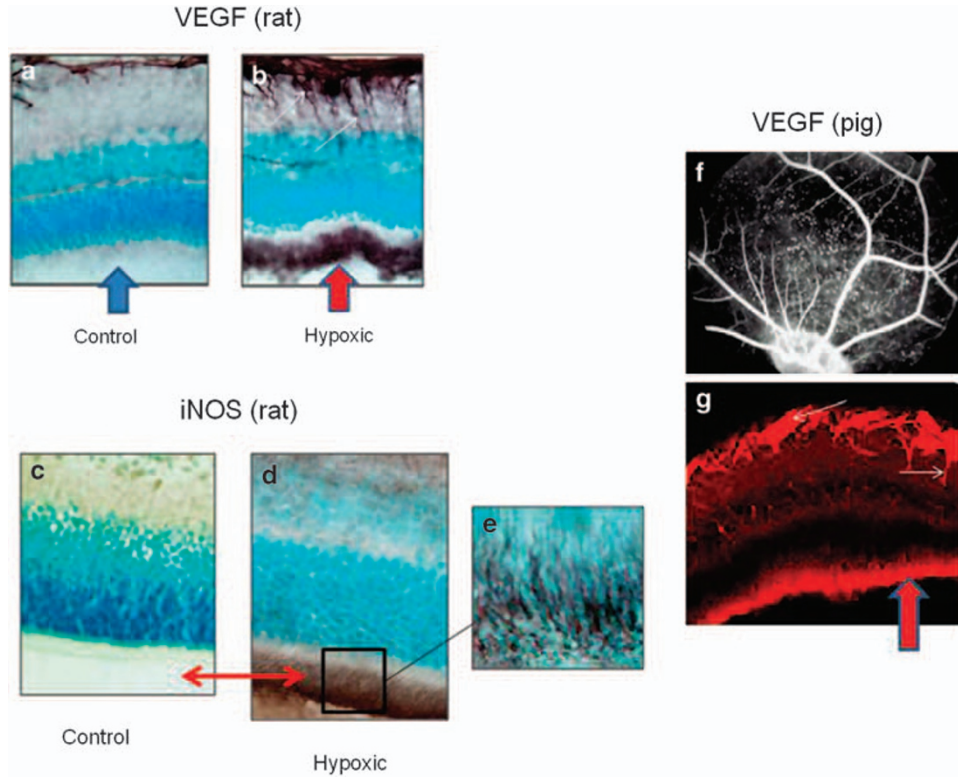 VEGF (rat)
a
b
Control
Hypoxic
VEGF (pig)
f
g
iNOS (rat)
c
d
e
Control
Hypoxic